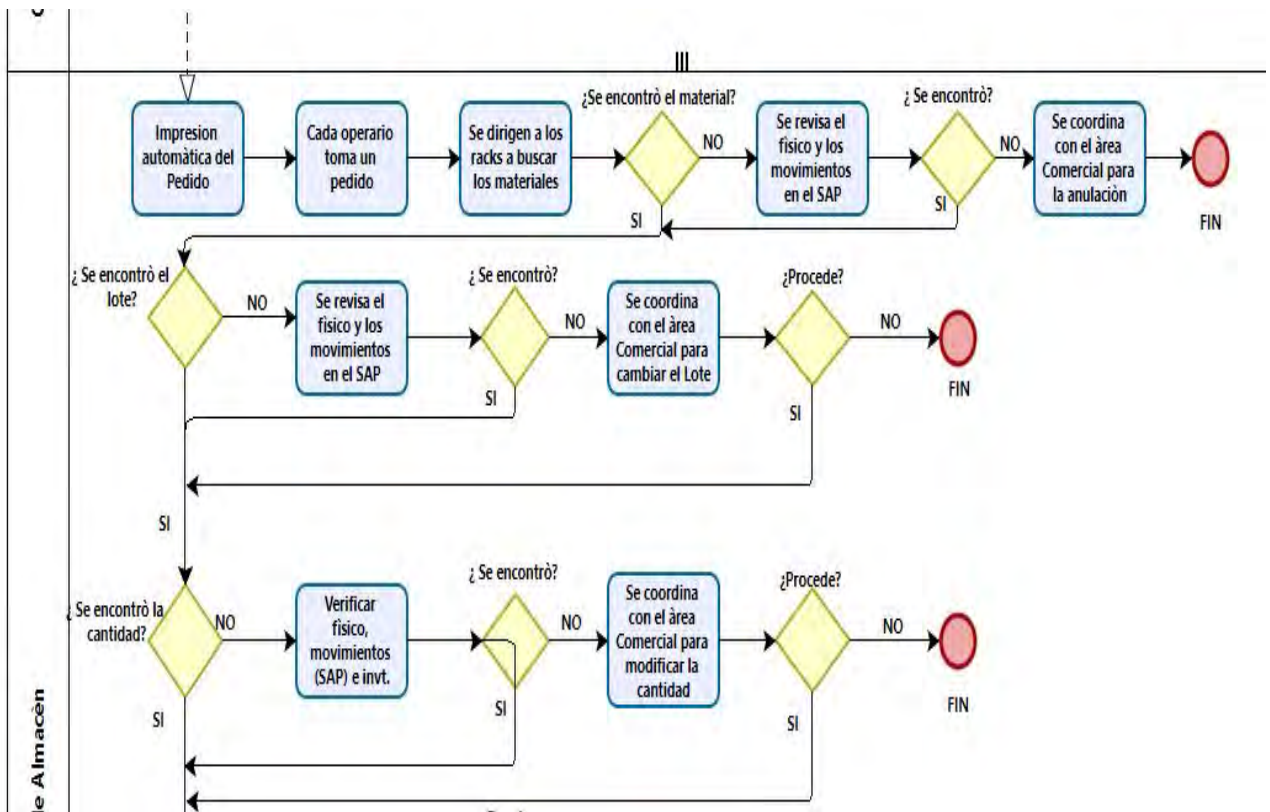 ¿Se encontrò el material?
¿ Se encontrò?
Impresion
automàtica del
Pedido
Cada operario
toma un
pedido
Se dirigen a los
racks a buscar
los materiales
NO
Se revisa el
fìsico y los
movimientos
en el SAP
NO
Se coordina
con el àrea
Comercial para
la anulaciòn
SI
SI
FIN
¿ Se encontrò el
lote?
NO
Se revisa el
fìsico y los
movimientos
en el SAP
¿ Se encontrò?
NO
Se coordina
con el àrea
Comercial para
cambiar el Lote
¿Procede?
NO
FIN
SI
SI
SI
¿ Se encontrò la
cantidad?
NO
Verificar
fìsico,
movimientos
(SAP) e invt.
¿ Se encontrò?
NO
Se coordina
con el àrea
Comercial para
modificar la
cantidad
¿Procede?
NO
FIN
SI
SI
SI
e Almacèn